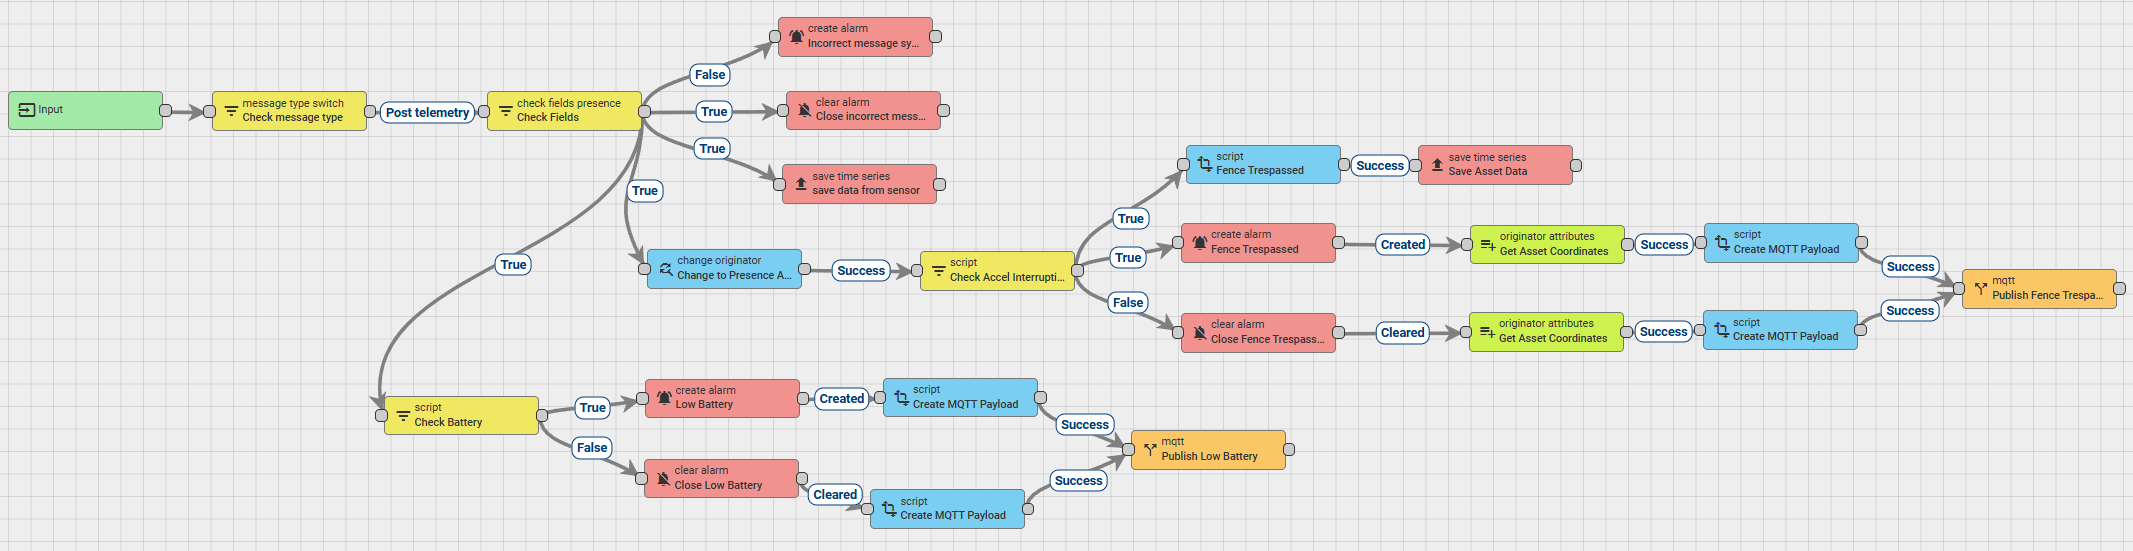 create alarm
Incorrect message sy...
False
Input
message type switch
Check message type
Post telemetry
check fields presence
Check Fields
True
clear alarm
Close incorrect mess...
True
save time series
save data from sensor
True
True
change originator
Change to Presence A...
Success
script
Check Accel Interrupti...
True
script
Fence Trespassed
Success
save time series
Save Asset Data
True
create alarm
Fence Trespassed
Created
originator attributes
Get Asset Coordinates
Success
script
Create MQTT Payload
Success
False
clear alarm
Close Fence Trespass...
Cleared
originator attributes
Get Asset Coordinates
Success
script
Create MQTT Payload
Success
mqtt
Publish Fence Trespa...
script
Check Battery
True
create alarm
Low Battery
Created
script
Create MQTT Payload
Success
False
clear alarm
Close Low Battery
Cleared
script
Create MQTT Payload
Success
mqtt
Publish Low Battery